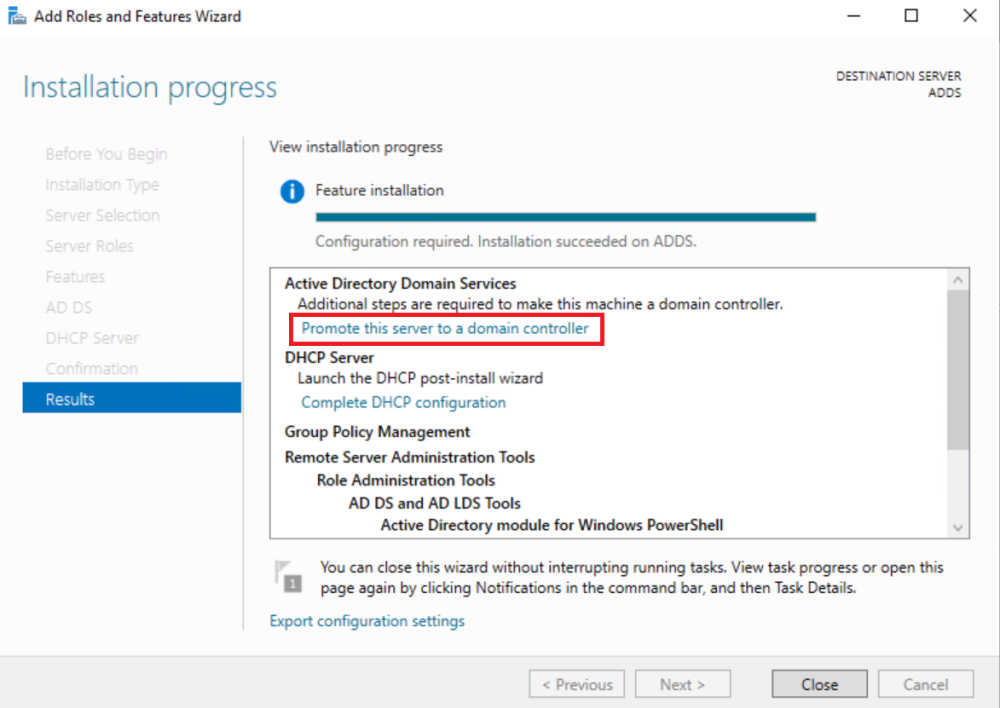 Add Roles and Features Wizard
Installation progress
DESTINATION SERVER
ADDS
Before You Begin
Installation Type
Server Selection
Server Roles
Features
AD DS
DHCP Server
Confirmation
Results
View installation progress
Feature installation
Configuration required. Installation succeeded on ADDS.
Active Directory Domain Services
Additional steps are required to make this machine a domain controller.
Promote this server to a domain controller
DHCP Server
Launch the DHCP post-install wizard
Complete DHCP configuration
Group Policy Management
Remote Server Administration Tools
Role Administration Tools
AD DS and AD LDS Tools
Active Directory module for Windows PowerShell
1
You can close this wizard without interrupting running tasks. View task progress or open this
page again by clicking Notifications in the command bar, and then Task Details.
Export configuration settings
< Previous
Next >
Close
Cancel